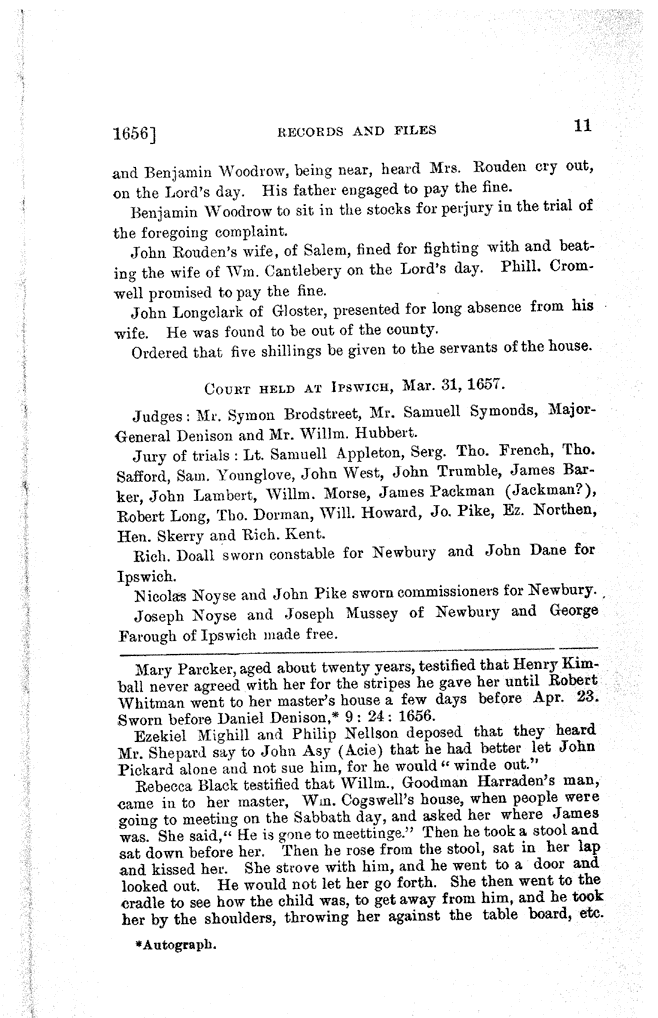 1656] RECORDS AND FILES 11
and Benjamin Woodrow, being near, heard Mrs. Rouden cry out,
on the Lord's day. His father engaged to pay the fine.
Benjamin Woodrow to sit in the stocks for perjury in the trial of
the foregoing complaint.
John Rouden's wife, of Salem, fined for fighting with and beat-
ing the wife of Wm. Cantlebery on the Lord's day. Phill. Crom-
well promised to pay the fine.
John Longclark of Gloster, presented for long absence from his
wife. He was found to be out of the county.
Ordered that five shillings be given to the servants of the house.
COURT HELD AT IPSWICH, Mar. 31, 1657.
Judges: Mr. Symon Brodstreet, Mr. Samuell Symonds, Major-
General Denison and Mr. Willm. Hubbert.
Jury of trials: Lt. Samuell Appleton, Serg. Tho. French, Tho.
Safford, Sam. Younglove, John West, John Trumble, James Bar-
ker, John Lambert, Willm. Morse, James Packman (Jackman?),
Robert Long, Tho. Dorman, Will. Howard, Jo. Pike, Ez. Northen,
Hen. Skerry and Rich. Kent.
Rich. Doall sworn constable for Newbury and John Dane for
Ipswich.
Nicolas Noyse and John Pike sworn commissioners for Newbury.
Joseph Noyse and Joseph Mussey of Newbury and George
Farough of Ipswich made free.
Mary Parcker, aged about twenty years, testified that Henry Kim-
ball never agreed with her for the stripes he gave her until Robert
Whitman went to her master's house a few days before Apr. 23.
Sworn before Daniel Denison,* 9: 24: 1656.
Ezekiel Mighill and Philip Nellson deposed that they heard
Mr. Shepard say to John Asy (Acie) that he had better let John
Pickard alone and not sue him, for he would "winde out."
Rebecca Black testified that Willm., Goodman Harraden's man,
came in to her master, Wm. Cogswell's house, when people were
going to meeting on the Sabbath day, and asked her where James
was. She said, "He is gone to meettinge." Then he took a stool and
sat down before her. Then he rose from the stool, sat in her lap
and kissed her. She strove with him, and he went to a door and
looked out. He would not let her go forth. She then went to the
cradle to see how the child was, to get away from him, and he took
her by the shoulders, throwing her against the table board, etc.
*Autograph.